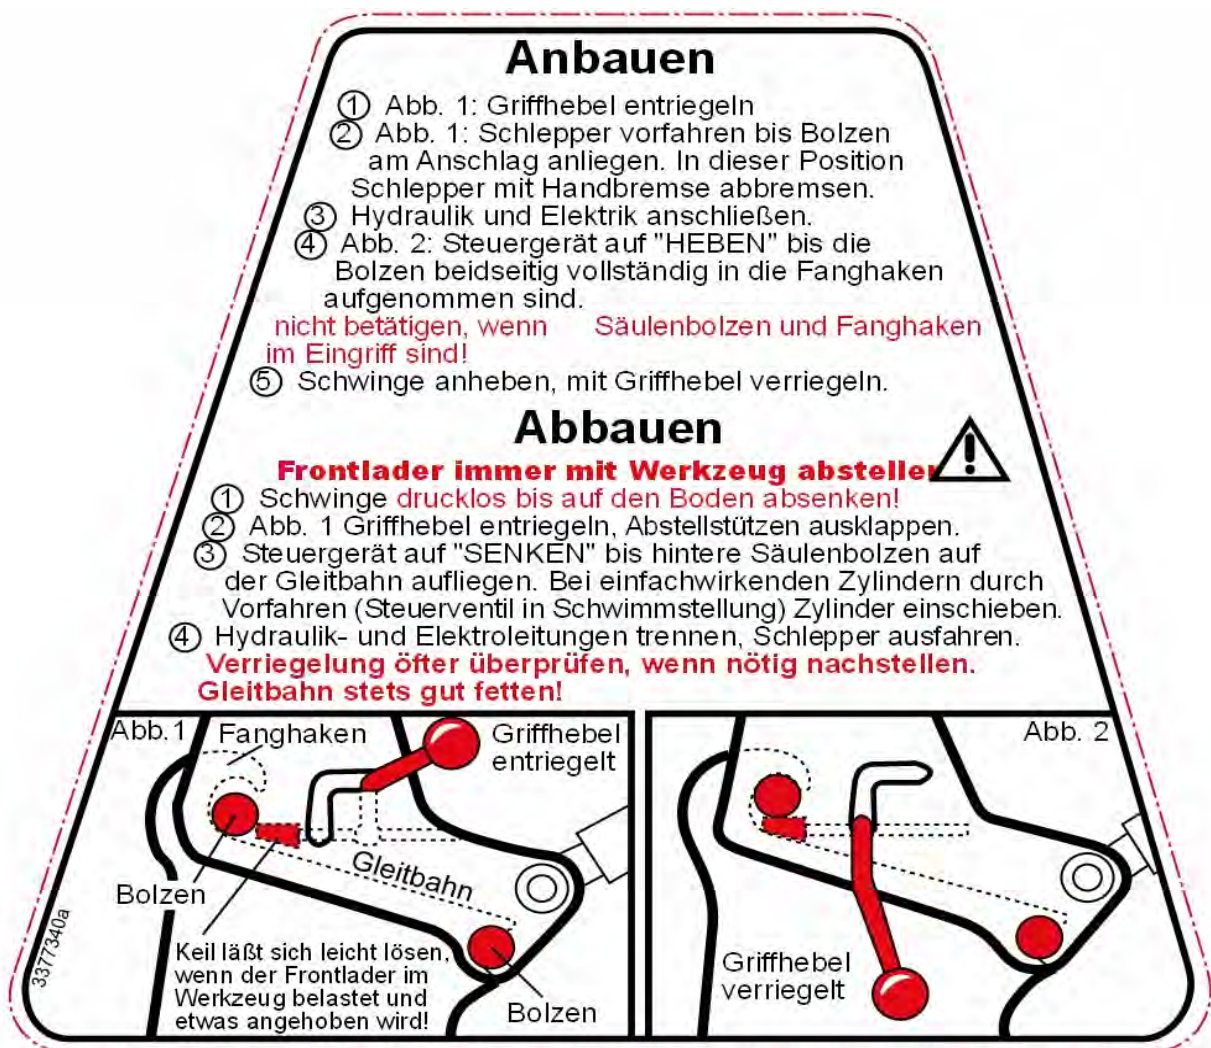 Anbauen
① Abb. 1: Griffhebel entriegeln
② Abb. 1: Schlepper vorfahren bis Bolzen
am Anschlag anliegen. In dieser Position
Schlepper mit Handbremse abbremsen.
③ Hydraulik und Elektrik anschließen.
④ Abb. 2: Steuergerät auf "HEBEN" bis die
Bolzen beidseitig vollständig in die Fanghaken
aufgenommen sind.
nicht betätigen, wenn Säulenbolzen und Fanghaken
im Eingriff sind!
⑤ Schwinge anheben, mit Griffhebel verriegeln.
Abbauen
Frontlader immer mit Werkzeug abstellen
① Schwinge drucklos bis auf den Boden absenken!
② Abb. 1 Griffhebel entriegeln, Abstellstützen ausklappen.
③ Steuergerät auf "SENKEN" bis hintere Säulenbolzen auf
der Gleitbahn aufliegen. Bei einfachwirkenden Zylindern durch
Vorfahren (Steuerventil in Schwimmstellung) Zylinder einschieben.
④ Hydraulik- und Elektroleitungen trennen, Schlepper ausfahren.
Verriegelung öfter überprüfen, wenn nötig nachstellen.
Gleitbahn stets gut fetten!
Abb.1
Fanghaken
Griffhebel
entriegelt
Gleitbahn
Bolzen
Keil läßt sich leicht lösen,
wenn der Frontlader im
Werkzeug belastet und
etwas angehoben wird!
Bolzen
3377340a
Abb. 2
Griffhebel
verriegelt